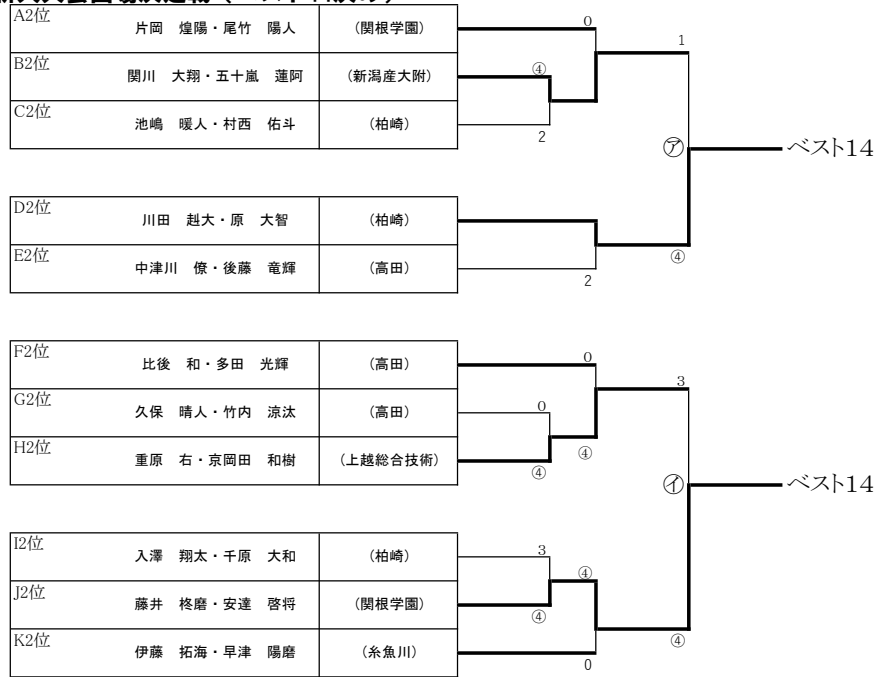 A2位 片岡 煌陽・尾竹 陽人 (関根学園) 0
1
B2位 関川 大翔・五十嵐 蓮阿 (新潟産大附) ④
C2位 池嶋 暖人・村西 佑斗 (柏崎) 2
㋐ ベスト14
D2位 川田 赳大・原 大智 (柏崎)
④
E2位 中津川 僚・後藤 竜輝 (高田) 2
F2位 比後 和・多田 光輝 (高田) 0
3
G2位 久保 晴人・竹内 涼汰 (高田) 0
④
H2位 重原 右・京岡田 和樹 (上越総合技術) ④
㋑ ベスト14
I2位 入澤 翔太・千原 大和 (柏崎) 3
④
J2位 藤井 柊磨・安達 啓将 (関根学園) ④
④
K2位 伊藤 拓海・早津 陽磨 (糸魚川) 0